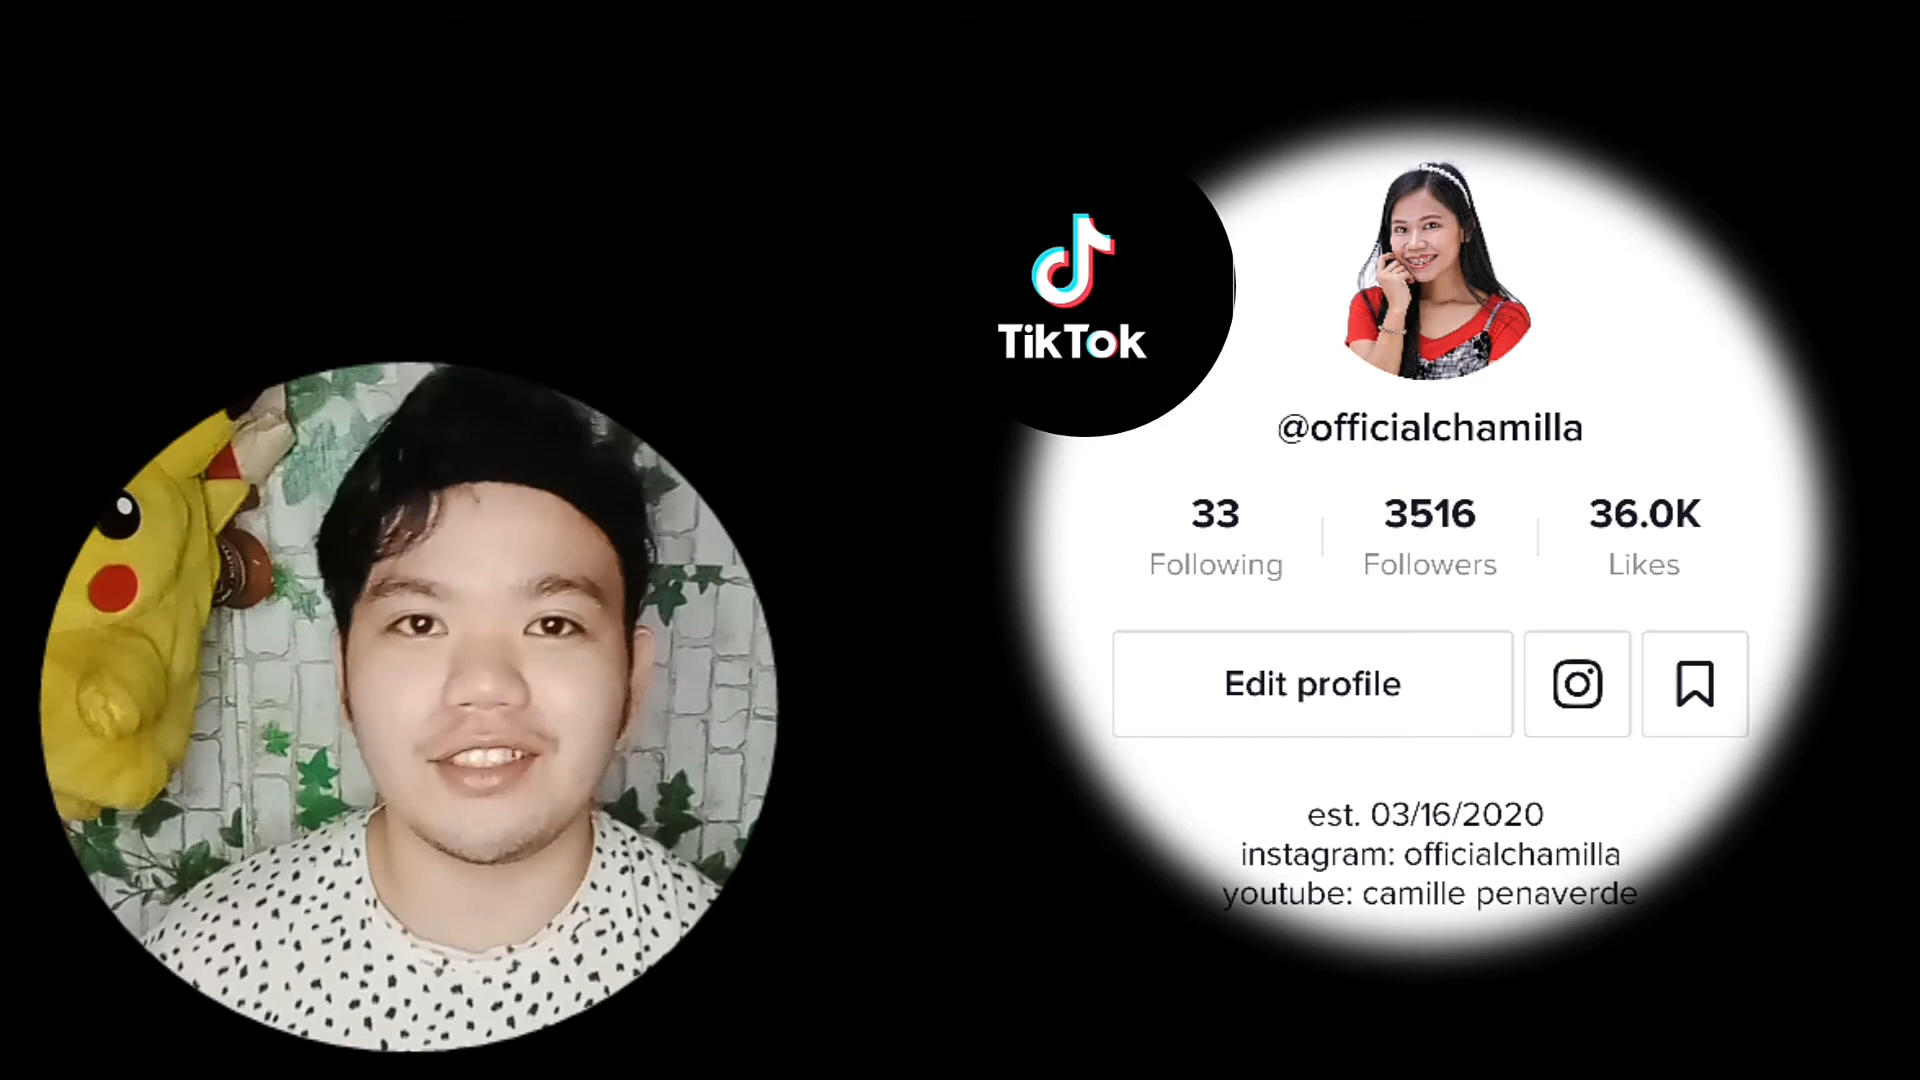 TikTok
@officialchamilla
33 3516 36.0K
Following Followers Likes
Edit profile
est. 03/16/2020
instagram: officialchamilla
youtube: camille penaverde